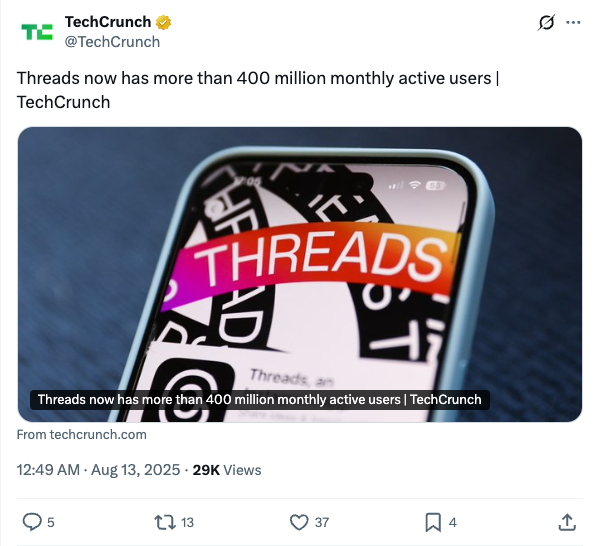 TechCrunch
@TechCrunch
Threads now has more than 400 million monthly active users |
TechCrunch
THREADS
Threads, an
Threads now has more than 400 million monthly active users | TechCrunch
From techcrunch.com
12:49 AM · Aug 13, 2025 · 29K Views
5
13
37
4